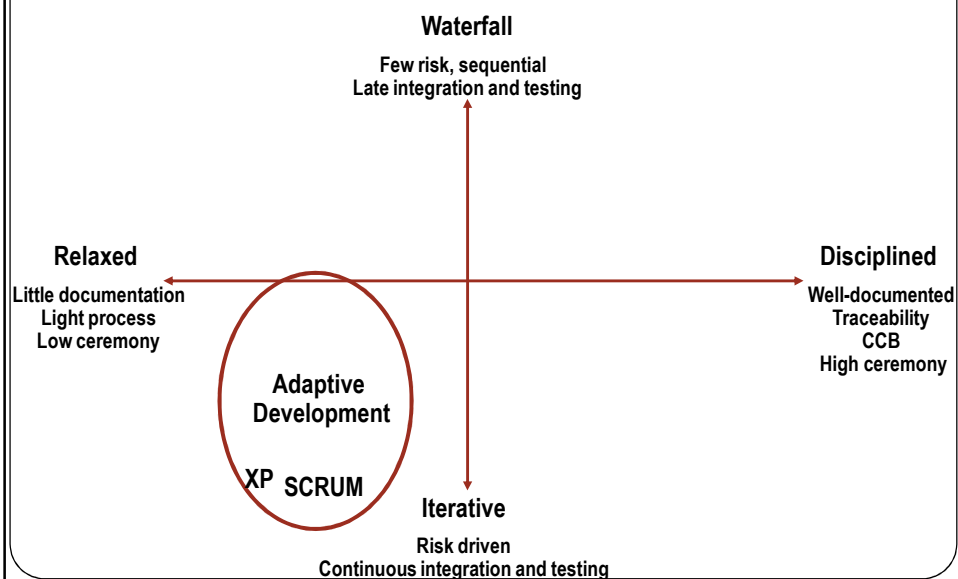 Waterfall
Few risk, sequential
Late integration and testing
Relaxed
Little documentation
Light process
Low ceremony
Disciplined
Well-documented
Traceability
CCB
High ceremony
Adaptive
Development
XP SCRUM
Iterative
Risk driven
Continuous integration and testing